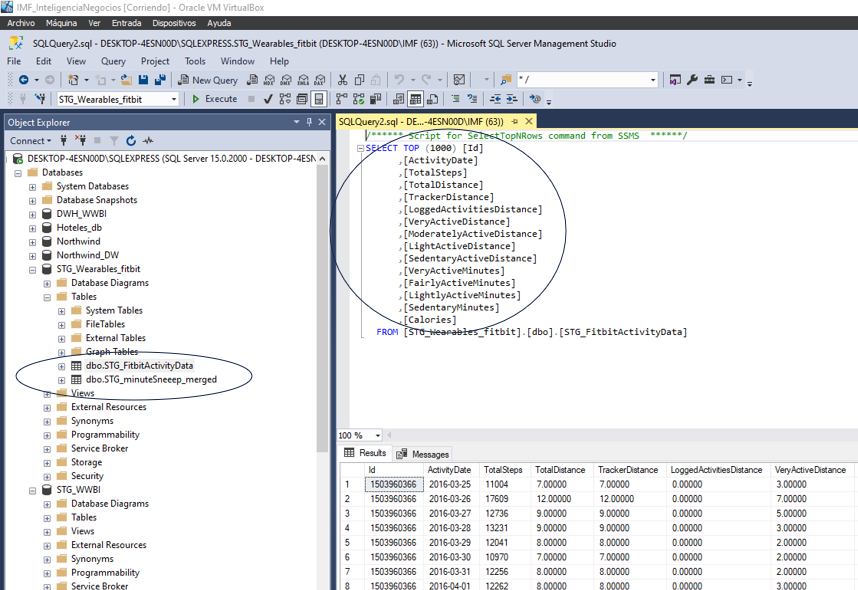 IMF_InteligenciaNegocios [Corriendo] - Oracle VM VirtualBox
Archivo Máquina Ver Entrada Dispositivos Ayuda
SQLQuery2.sql - DESKTOP-4ESN00D\SQLEXPRESS.STG_Wearables_fitbit (DESKTOP-4ESN00D\IMF (63)) - Microsoft SQL Server Management Studio
File Edit View Query Project Tools Window Help
New Query */
STG_Wearables_fitbit Execute
Object Explorer
Connect
DESKTOP-4ESN00D\SQLEXPRESS (SQL Server 15.0.2000 - DESKTOP-4ESN
Databases
System Databases
Database Snapshots
DWH_WWBI
Hoteles_db
Northwind
Northwind_DW
STG_Wearables_fitbit
Database Diagrams
Tables
System Tables
FileTables
External Tables
Graph Tables
dbo.STG_FitbitActivityData
dbo.STG_minuteSneeep_merged
Views
External Resources
Synonyms
Programmability
Service Broker
Storage
Security
STG_WWBI
Database Diagrams
Tables
Views
External Resources
Synonyms
Programmability
Service Broker
SQLQuery2.sql - DE...-4ESN00D\IMF (63))
/****** Script for SelectTopNRows command from SSMS ******/
SELECT TOP (1000) [Id]
,[ActivityDate]
,[TotalSteps]
,[TotalDistance]
,[TrackerDistance]
,[LoggedActivitiesDistance]
,[VeryActiveDistance]
,[ModeratelyActiveDistance]
,[LightActiveDistance]
,[SedentaryActiveDistance]
,[VeryActiveMinutes]
,[FairlyActiveMinutes]
,[LightlyActiveMinutes]
,[SedentaryMinutes]
,[Calories]
FROM [STG_Wearables_fitbit].[dbo].[STG_FitbitActivityData]
100 %
Results Messages
Id ActivityDate TotalSteps TotalDistance TrackerDistance LoggedActivitiesDistance VeryActiveDistance
1 1503960366 2016-03-25 11004 7.00000 7.00000 0.00000 3.00000
2 1503960366 2016-03-26 17609 12.00000 12.00000 0.00000 7.00000
3 1503960366 2016-03-27 12736 9.00000 9.00000 0.00000 5.00000
4 1503960366 2016-03-28 13231 9.00000 9.00000 0.00000 3.00000
5 1503960366 2016-03-29 12041 8.00000 8.00000 0.00000 2.00000
6 1503960366 2016-03-30 10970 7.00000 7.00000 0.00000 2.00000
7 1503960366 2016-03-31 12256 8.00000 8.00000 0.00000 2.00000
8 1503960366 2016-04-01 12262 8.00000 8.00000 0.00000 3.00000